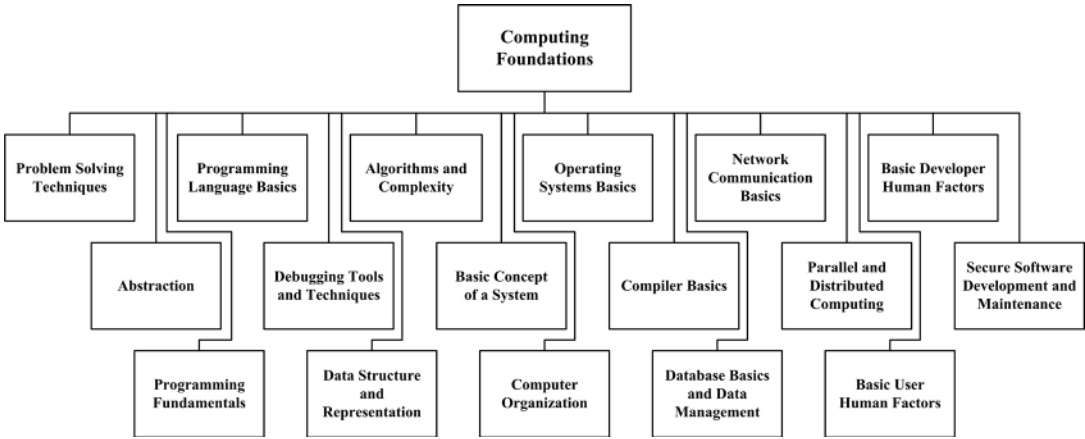 Computing
Foundations
Problem Solving
Techniques
Programming
Language Basics
Algorithms and
Complexity
Operating
Systems Basics
Network
Communication
Basics
Basic Developer
Human Factors
Abstraction
Debugging Tools
and Techniques
Basic Concept
of a System
Compiler Basics
Parallel and
Distributed
Computing
Secure Software
Development and
Maintenance
Programming
Fundamentals
Data Structure
and
Representation
Computer
Organization
Database Basics
and Data
Management
Basic User
Human Factors